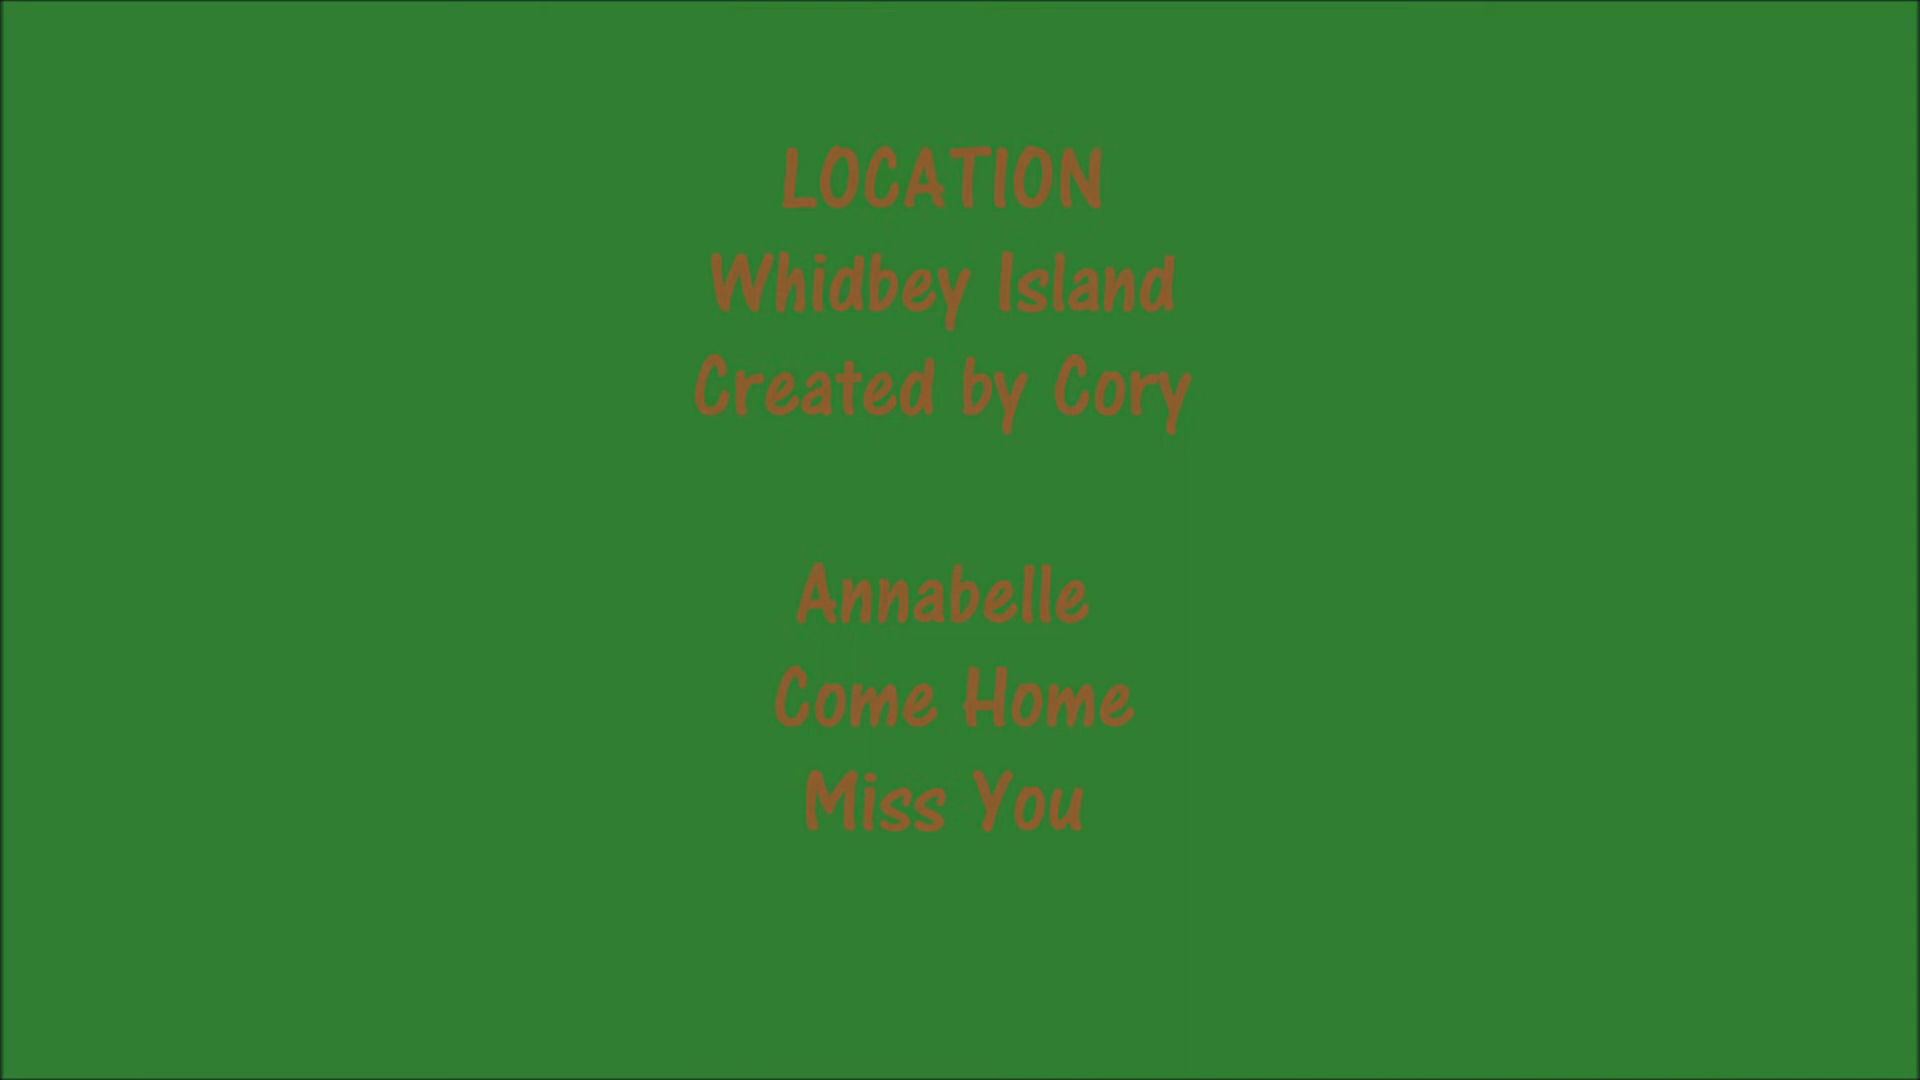 LOCATION
Whidbey Island
Created by Cory
Annabelle
Come Home
Miss You